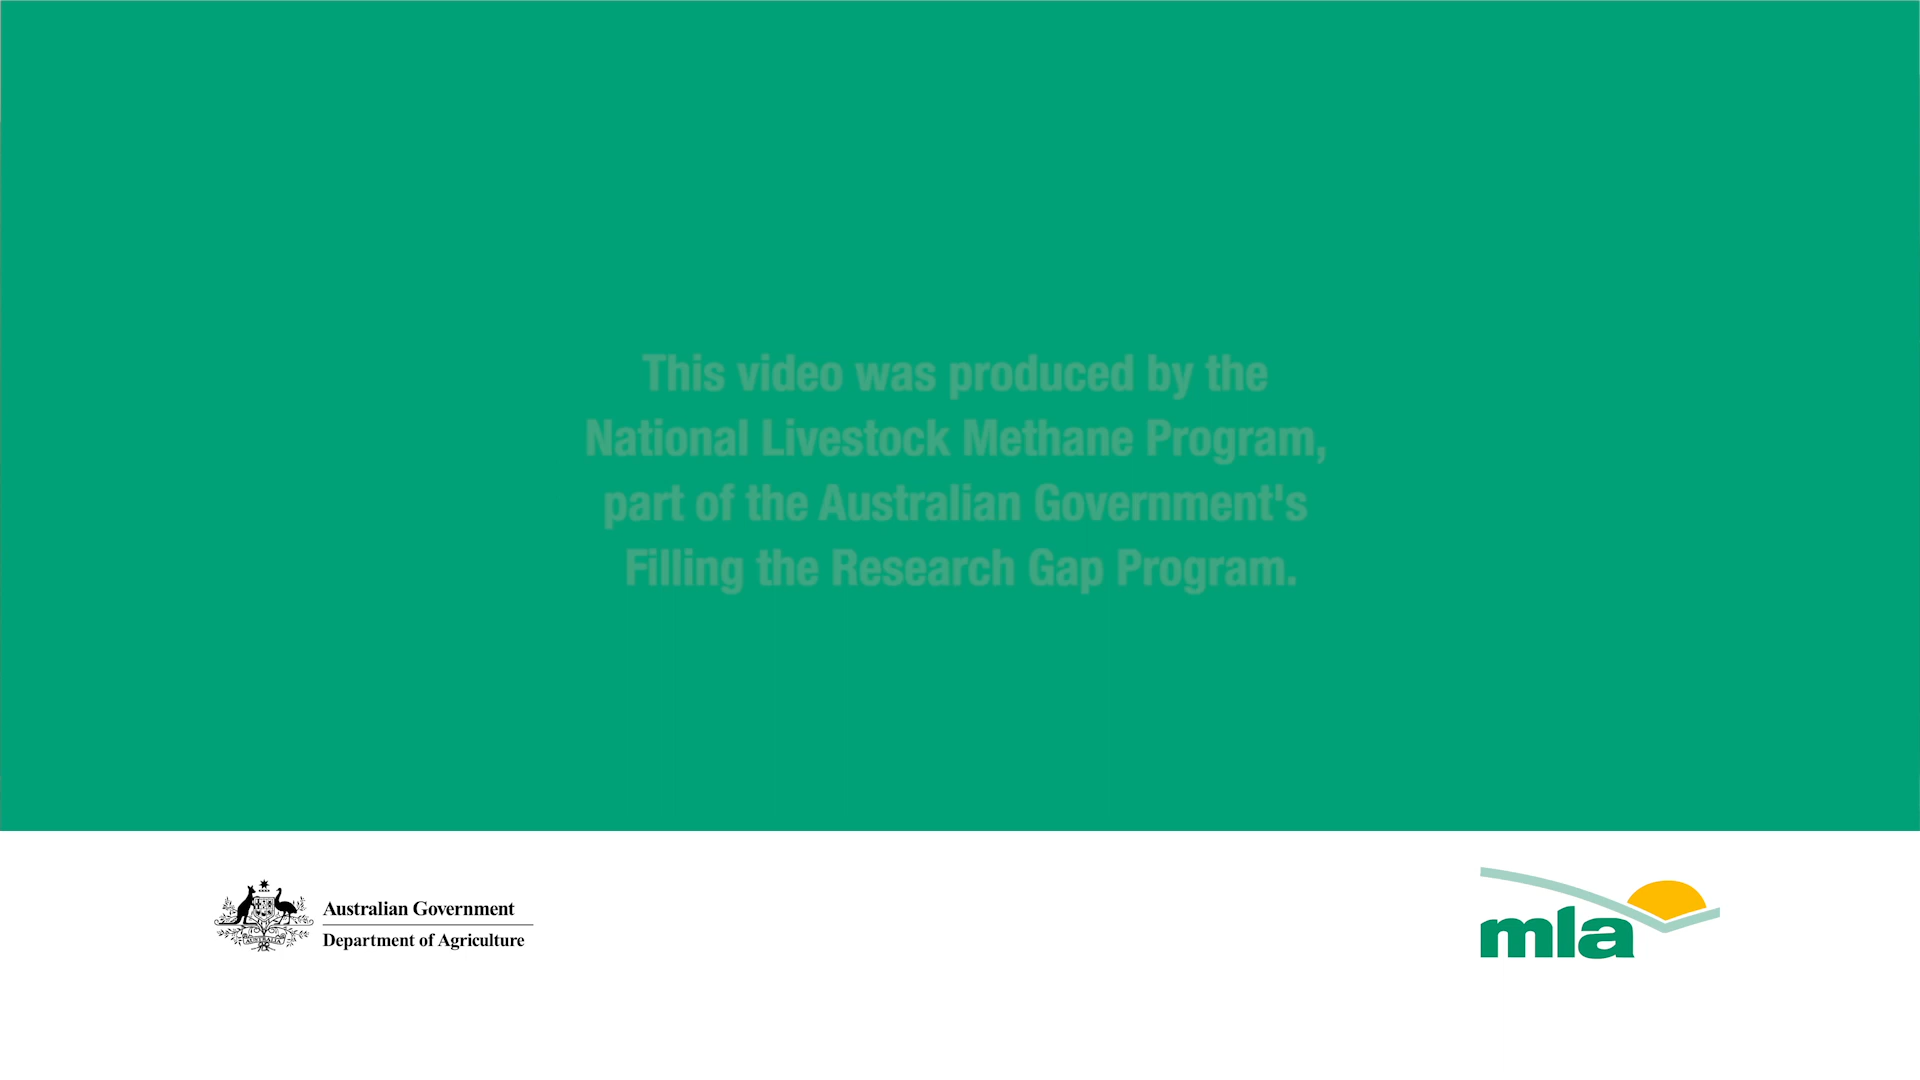 This video was produced by the
National Livestock Methane Program,
part of the Australian Government's
Filling the Research Gap Program.
AUSTRALIA
Australian Government
Department of Agriculture
mla